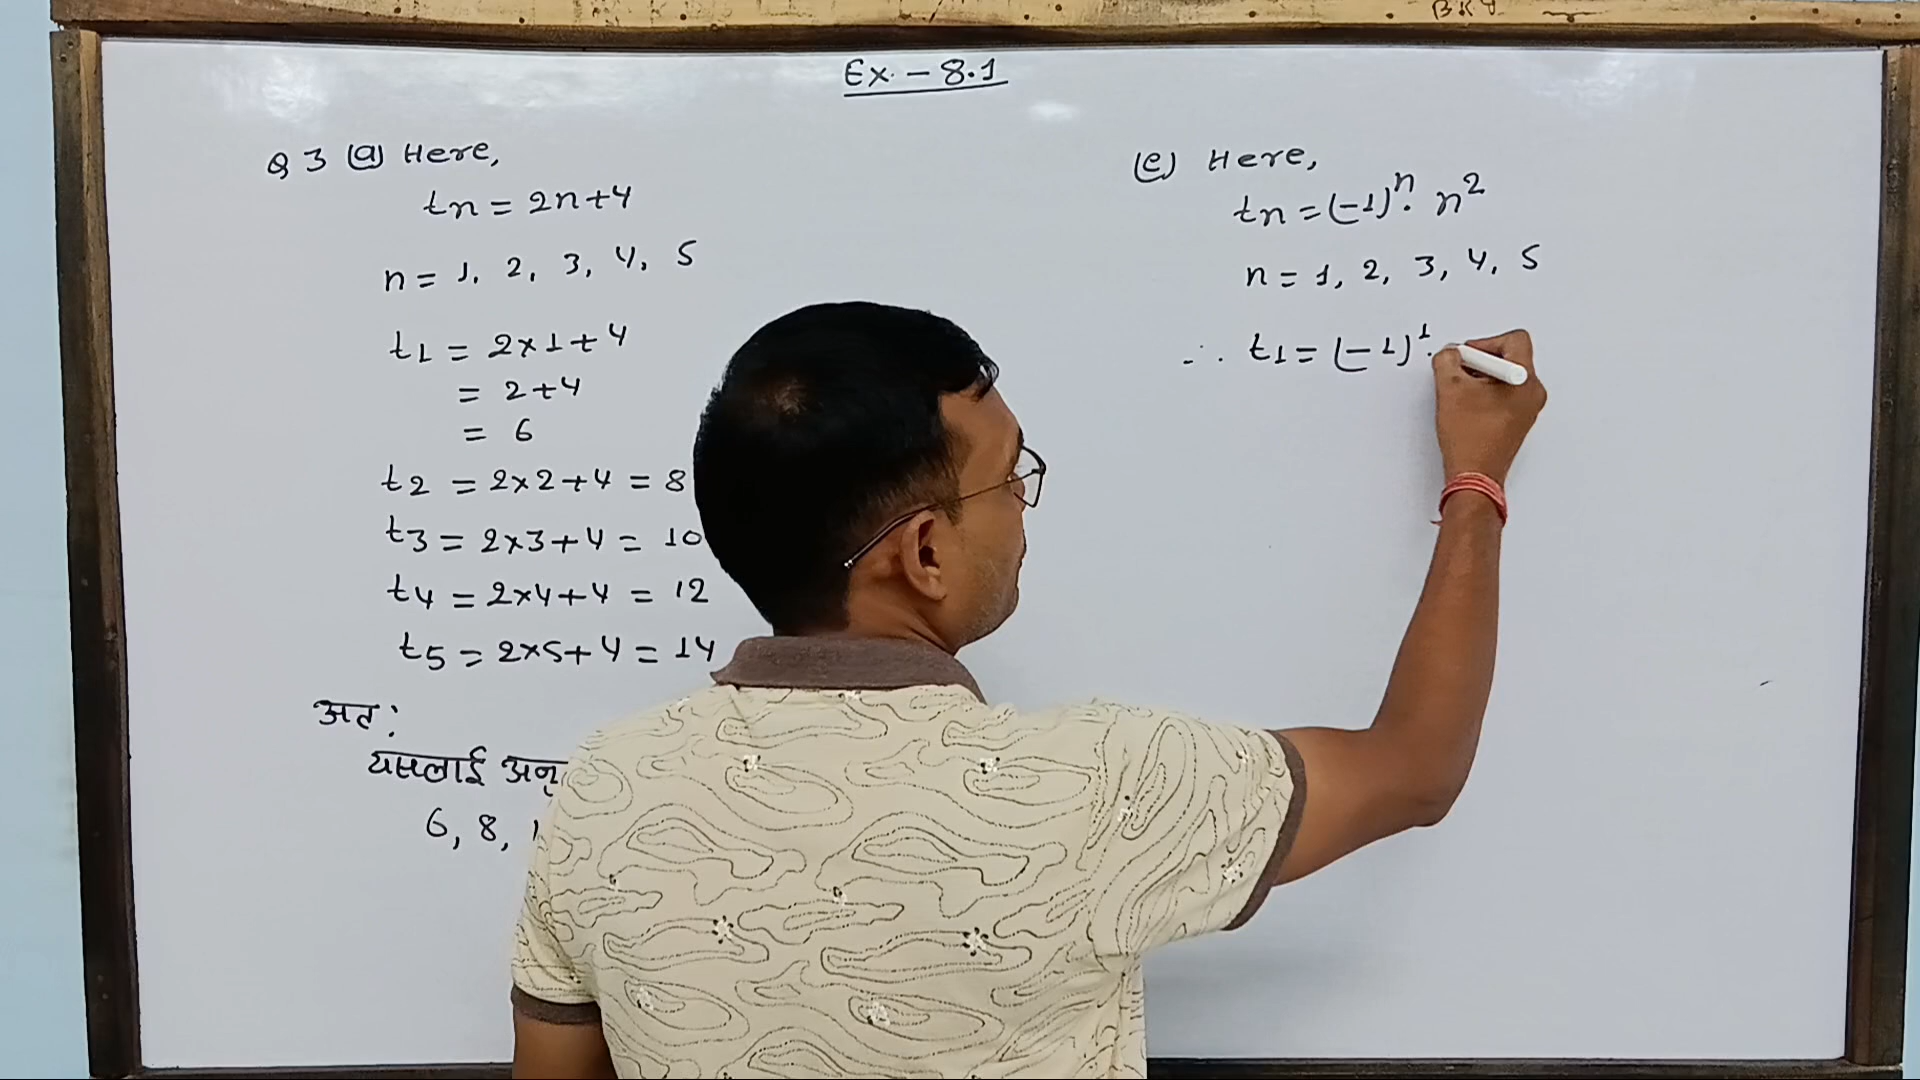 Ex. - 8.1
Q 3 (a) Here,
tn = 2n+4
n = 1, 2, 3, 4, 5
t1 = 2×1+4
= 2+4
= 6
t2 = 2×2+4 = 8
t3 = 2×3+4 = 10
t4 = 2×4+4 = 12
t5 = 2×5+4 = 14
अत:
यसलाई
6, 8,
(e) Here,
tn = (-1)^n . n^2
n = 1, 2, 3, 4, 5
∴ t1 = (-1)^1 .